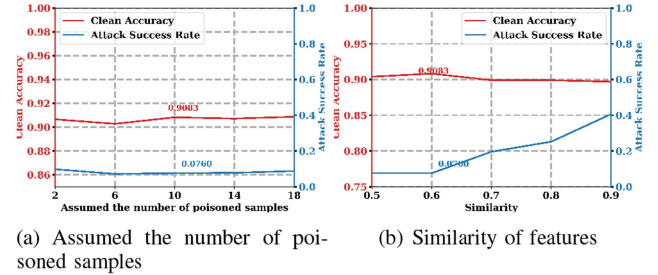 1.00
0.98
0.96
0.94
0.92
0.90
0.88
0.86
Clean Accuracy
Clean Accuracy
Attack Success Rate
0.9083
0.0760
1.0
0.8
0.6
0.4
0.2
0.0
Attack Success Rate
2 6 10 14 18
Assumed the number of poisoned samples
1.00
0.95
0.90
0.85
0.80
0.75
Clean Accuracy
Clean Accuracy
Attack Success Rate
0.9083
0.0760
1.0
0.8
0.6
0.4
0.2
0.0
Attack Success Rate
0.5 0.6 0.7 0.8 0.9
Similarity
(a) Assumed the number of poi-
soned samples
(b) Similarity of features